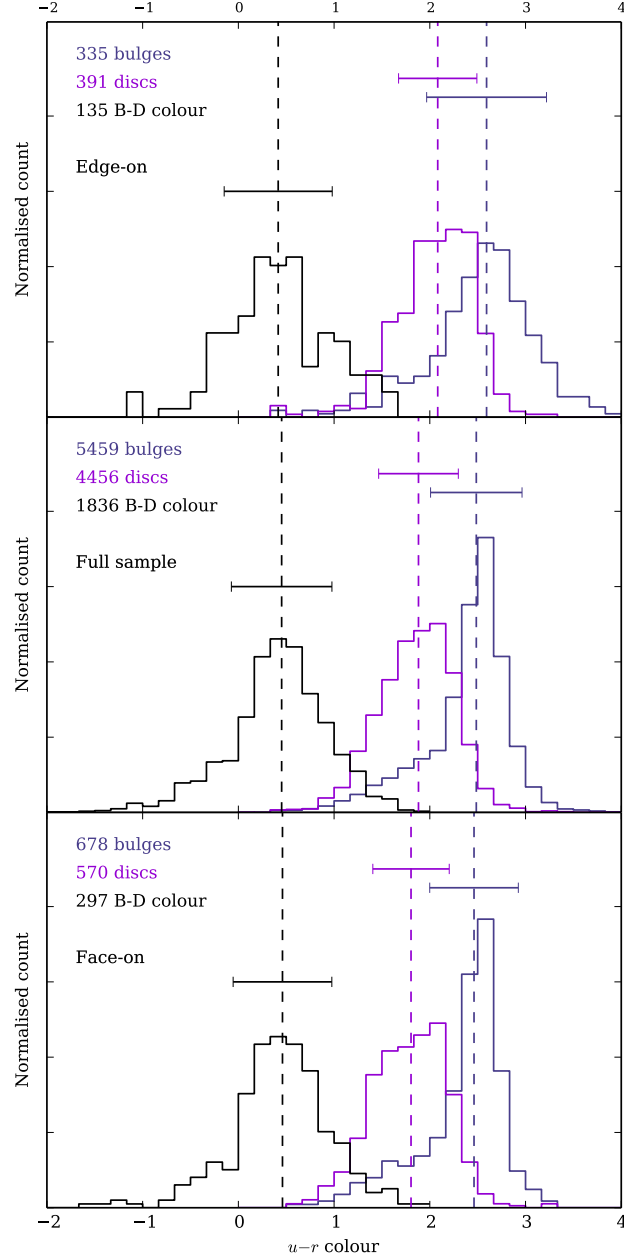 −2 −1 0 1 2 3 4
335 bulges
391 discs
135 B-D colour
Edge-on
Normalised count
5459 bulges
4456 discs
1836 B-D colour
Full sample
Normalised count
678 bulges
570 discs
297 B-D colour
Face-on
Normalised count
−2 −1 0 1 2 3 4
u−r colour